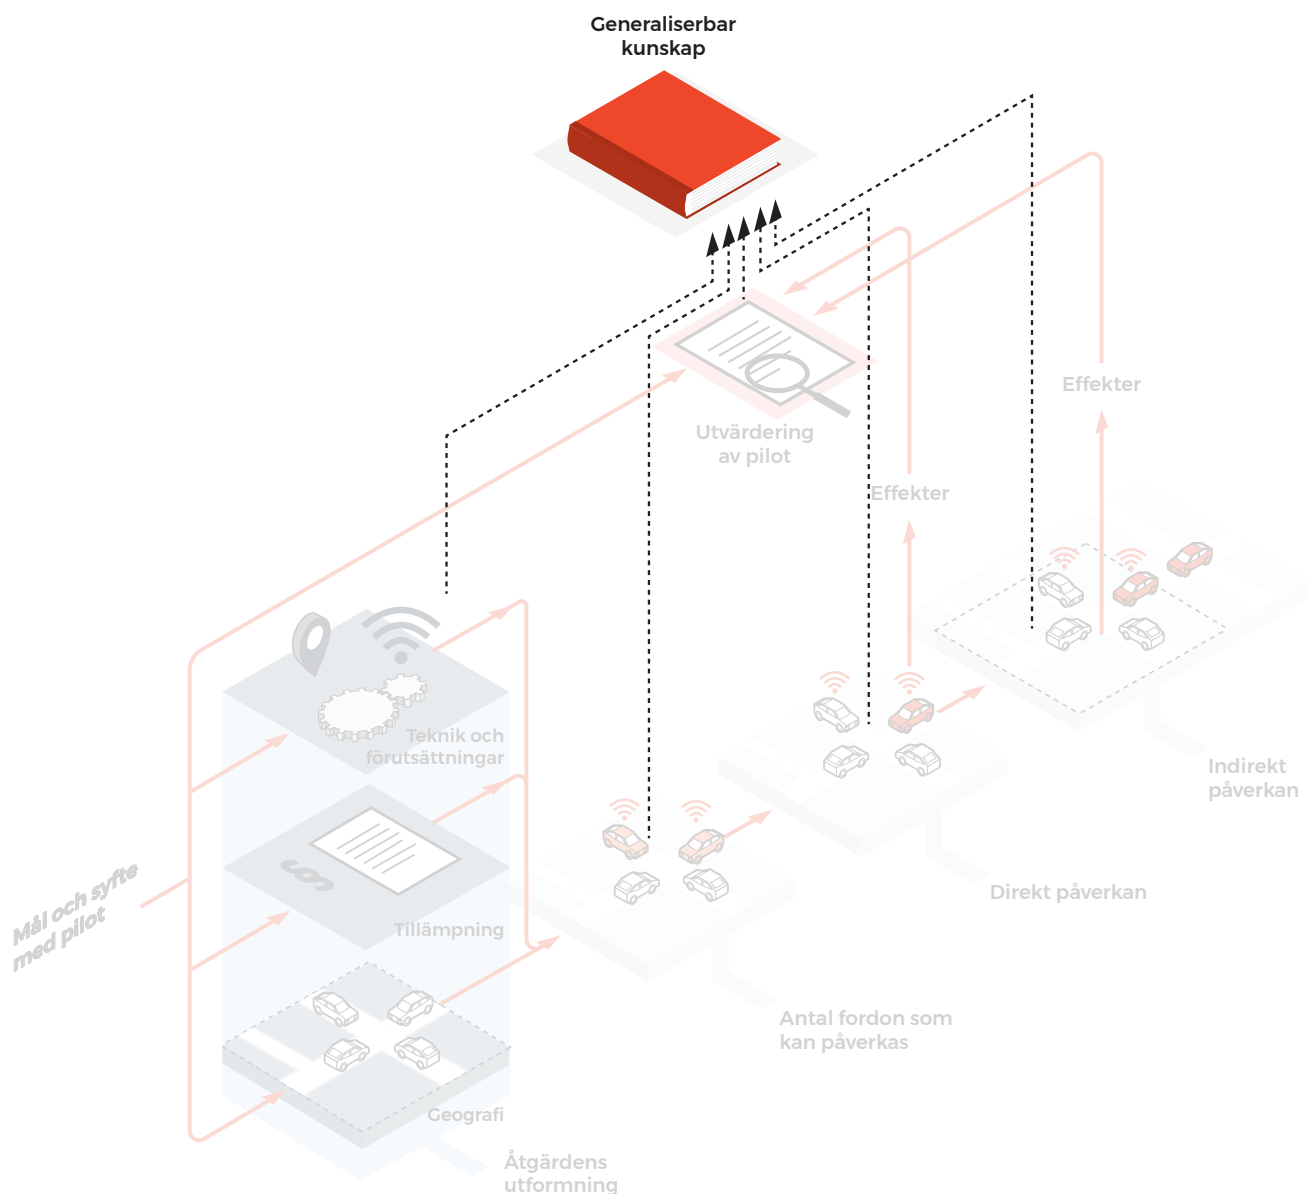 Generaliserbar
kunskap
Effekter
Utvärdering
av pilot
Effekter
Teknik och
förutsättningar
Indirekt
påverkan
Mål och syfte
med pilot
Direkt påverkan
§
Tillämpning
Antal fordon som
kan påverkas
Geografi
Åtgärdens
utformning